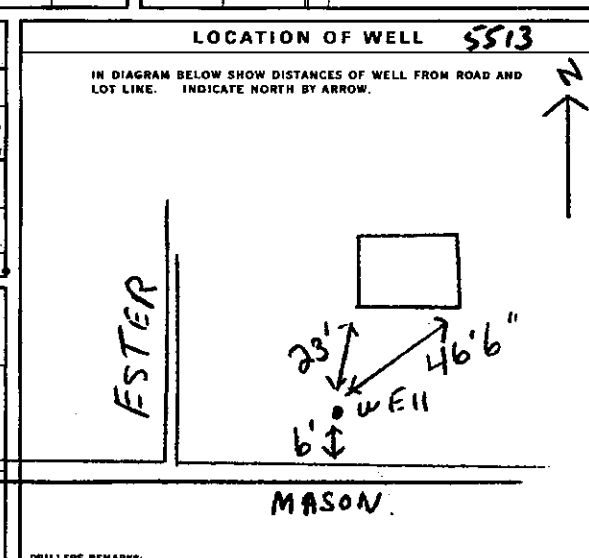 LOCATION OF WELL 5513
IN DIAGRAM BELOW SHOW DISTANCES OF WELL FROM ROAD AND
LOT LINE. INDICATE NORTH BY ARROW.
N
ESTER
23'
46'6"
WEll
6'
MASON.
DRILLERS REMARKS: